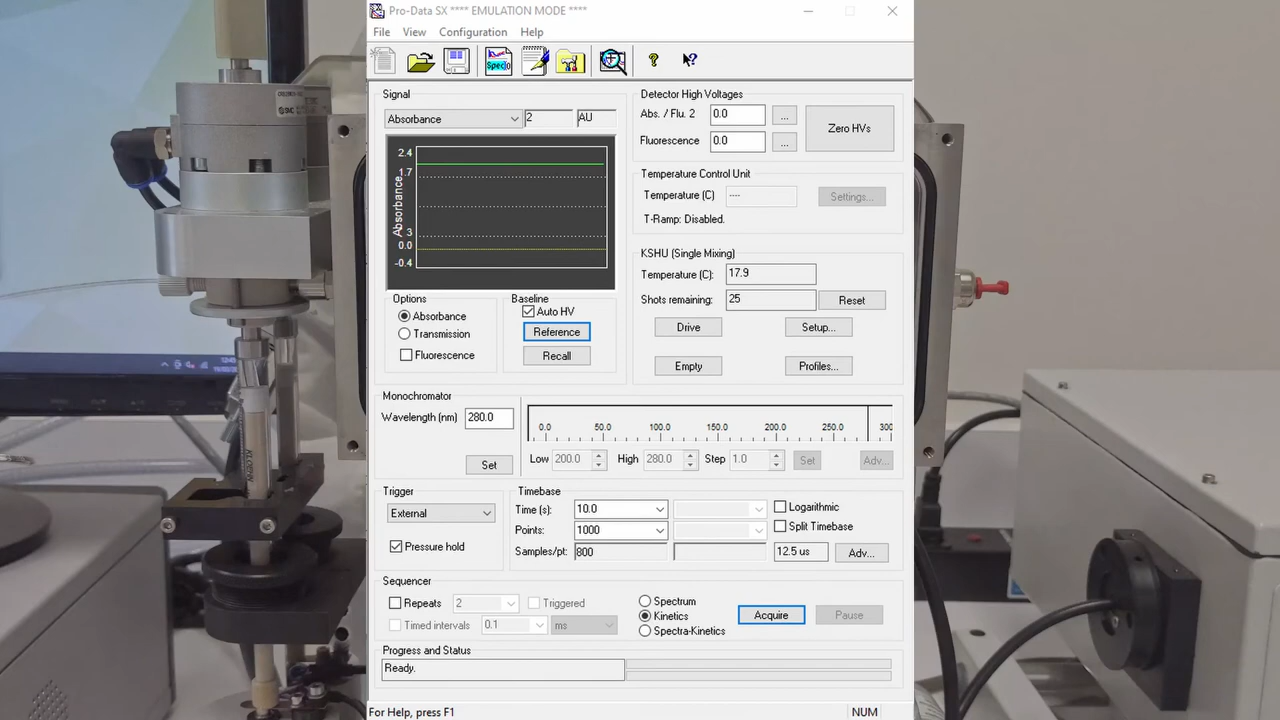 Pro-Data SX **** EMULATION MODE ****
File View Configuration Help
Spectra
Signal
Absorbance 2 AU
2.4
1.7
.3
0.0
-0.4
Absorbance
Options
Absorbance
Transmission
Fluorescence
Baseline
Auto HV
Reference
Recall
Detector High Voltages
Abs. / Flu. 2 0.0 ...
Fluorescence 0.0 ...
Zero HVs
Temperature Control Unit
Temperature (C) ---- Settings...
T-Ramp: Disabled.
KSHU (Single Mixing)
Temperature (C): 17.9
Shots remaining: 25 Reset
Drive Setup...
Empty Profiles...
Monochromator
Wavelength (nm) 280.0
Set
0.0 50.0 100.0 150.0 200.0 250.0 300
Low 200.0 High 280.0 Step 1.0 Set Adv...
Trigger
External
Pressure hold
Timebase
Time (s): 10.0 Logarithmic
Points: 1000 Split Timebase
Samples/pt: 800 12.5 us Adv...
Sequencer
Repeats 2 Triggered
Timed intervals 0.1 ms
Spectrum
Kinetics
Spectra-Kinetics
Acquire Pause
Progress and Status
Ready.
For Help, press F1 NUM